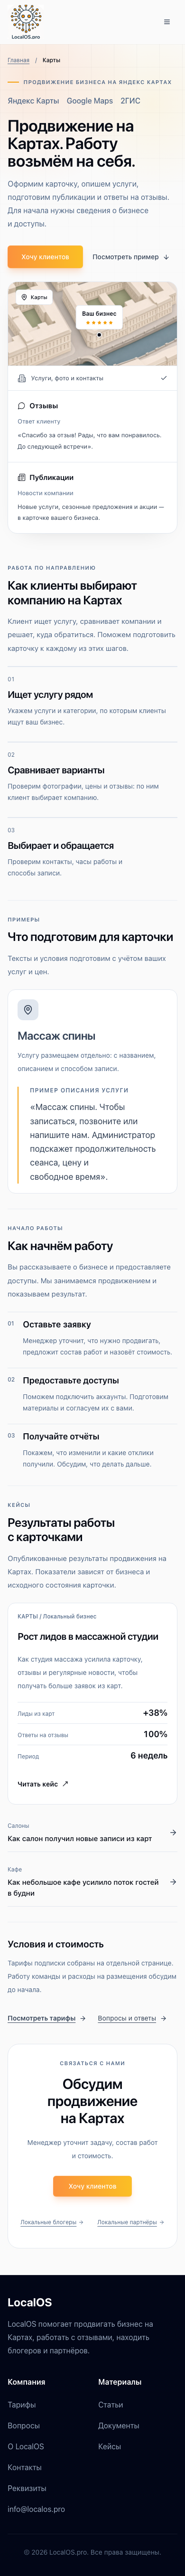 LocalOS.pro
Главная / Карты
ПРОДВИЖЕНИЕ БИЗНЕСА НА ЯНДЕКС КАРТАХ
Яндекс Карты Google Maps 2ГИС
Продвижение на
Картах. Работу
возьмём на себя.
Оформим карточку, опишем услуги,
подготовим публикации и ответы на отзывы.
Для начала нужны сведения о бизнесе
и доступы.
Хочу клиентов
Посмотреть пример ↓
Карты
Ваш бизнес
★★★★★
Услуги, фото и контакты
Отзывы
Ответ клиенту
«Спасибо за отзыв! Рады, что вам понравилось.
До следующей встречи».
Публикации
Новости компании
Новые услуги, сезонные предложения и акции —
в карточке вашего бизнеса.
РАБОТА ПО НАПРАВЛЕНИЮ
Как клиенты выбирают
компанию на Картах
Клиент ищет услугу, сравнивает компании и
решает, куда обратиться. Поможем подготовить
карточку к каждому из этих шагов.
01
Ищет услугу рядом
Укажем услуги и категории, по которым клиенты
ищут ваш бизнес.
02
Сравнивает варианты
Проверим фотографии, цены и отзывы: по ним
клиент выбирает компанию.
03
Выбирает и обращается
Проверим контакты, часы работы и
способы записи.
ПРИМЕРЫ
Что подготовим для карточки
Тексты и условия подготовим с учётом ваших
услуг и цен.
Массаж спины
Услугу размещаем отдельно: с названием,
описанием и способом записи.
ПРИМЕР ОПИСАНИЯ УСЛУГИ
«Массаж спины. Чтобы
записаться, позвоните или
напишите нам. Администратор
подскажет продолжительность
сеанса, цену и
свободное время».
НАЧАЛО РАБОТЫ
Как начнём работу
Вы рассказываете о бизнесе и предоставляете
доступы. Мы занимаемся продвижением и
показываем результат.
01 Оставьте заявку
Менеджер уточнит, что нужно продвигать,
предложит состав работ и назовёт стоимость.
02 Предоставьте доступы
Поможем подключить аккаунты. Подготовим
материалы и согласуем их с вами.
03 Получайте отчёты
Покажем, что изменили и какие отклики
получили. Обсудим, что делать дальше.
КЕЙСЫ
Результаты работы
с карточками
Опубликованные результаты продвижения на
Картах. Показатели зависят от бизнеса и
исходного состояния карточки.
КАРТЫ / Локальный бизнес
Рост лидов в массажной студии
Как студия массажа усилила карточку,
отзывы и регулярные новости, чтобы
получать больше заявок из карт.
Лиды из карт +38%
Ответы на отзывы 100%
Период 6 недель
Читать кейс ↗
Салоны
Как салон получил новые записи из карт →
Кафе
Как небольшое кафе усилило поток гостей
в будни →
Условия и стоимость
Тарифы подписки собраны на отдельной странице.
Работу команды и расходы на размещения обсудим
до начала.
Посмотреть тарифы → Вопросы и ответы →
СВЯЗАТЬСЯ С НАМИ
Обсудим
продвижение
на Картах
Менеджер уточнит задачу, состав работ
и стоимость.
Хочу клиентов
Локальные блогеры → Локальные партнёры →
LocalOS
LocalOS помогает продвигать бизнес на
Картах, работать с отзывами, находить
блогеров и партнёров.
Компания Материалы
Тарифы Статьи
Вопросы Документы
О LocalOS Кейсы
Контакты
Реквизиты
info@localos.pro
© 2026 LocalOS.pro. Все права защищены.